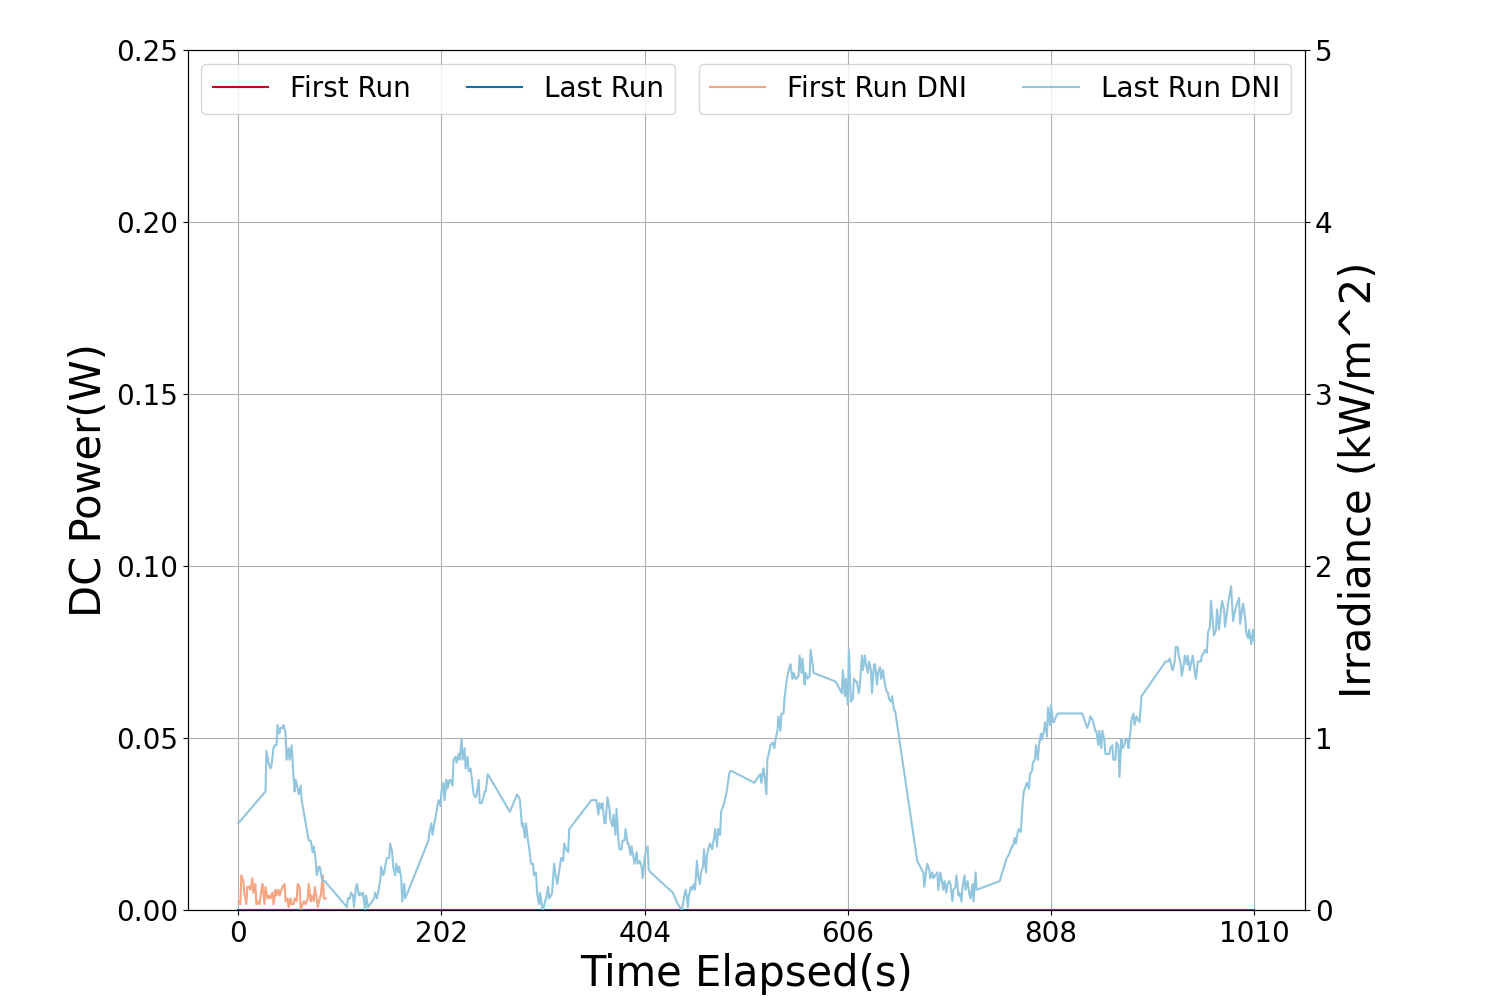 First Run Last Run First Run DNI Last Run DNI
DC Power(W)
0.25
0.20
0.15
0.10
0.05
0.00
0 202 404 606 808 1010
Time Elapsed(s)
5
4
3
2
1
0
Irradiance (kW/m^2)